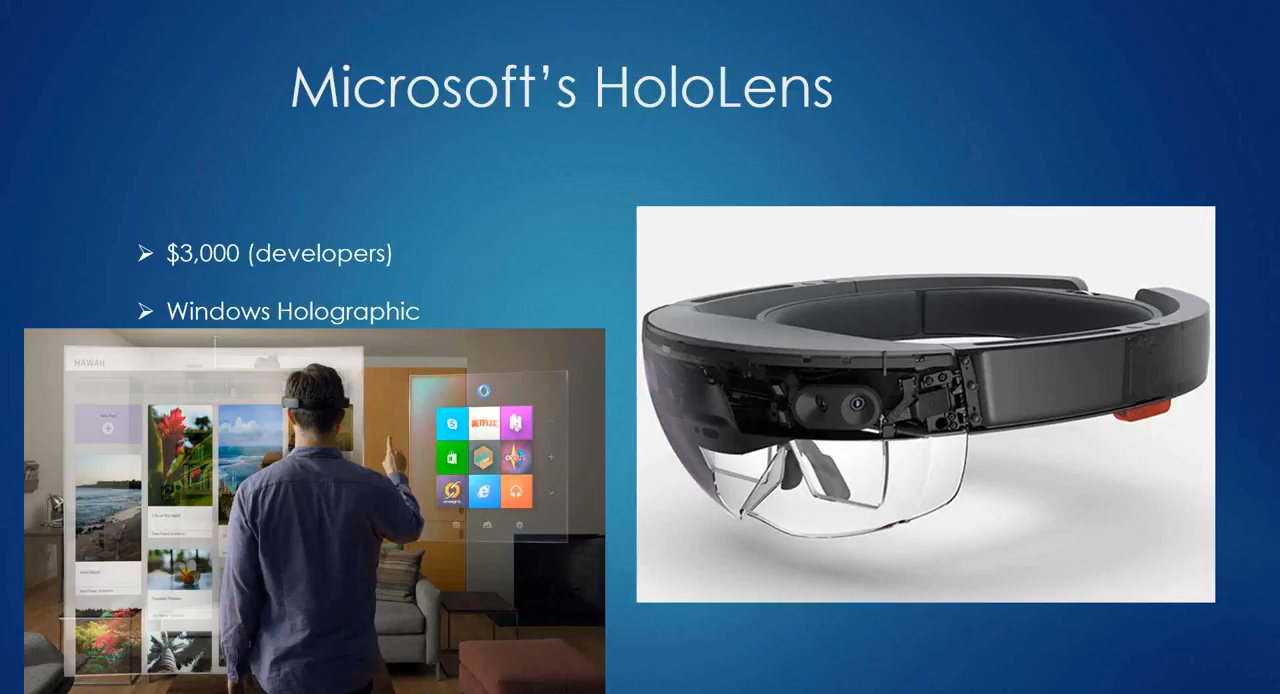 Microsoft's HoloLens
➢ $3,000 (developers)
➢ Windows Holographic
HAWAII
NETFLIX